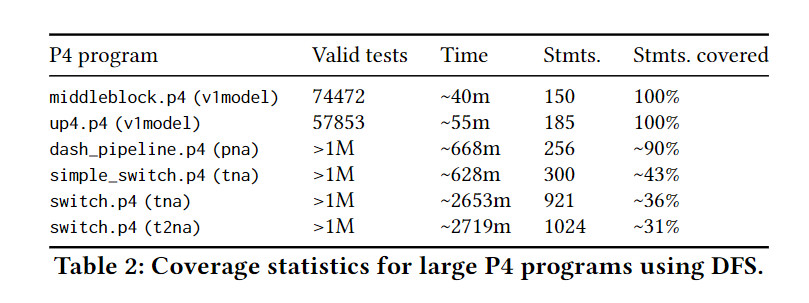 P4 program Valid tests Time Stmts. Stmts. covered
middleblock.p4 (v1model) 74472 ~40m 150 100%
up4.p4 (v1model) 57853 ~55m 185 100%
dash_pipeline.p4 (pna) >1M ~668m 256 ~90%
simple_switch.p4 (tna) >1M ~628m 300 ~43%
switch.p4 (tna) >1M ~2653m 921 ~36%
switch.p4 (t2na) >1M ~2719m 1024 ~31%
Table 2: Coverage statistics for large P4 programs using DFS.